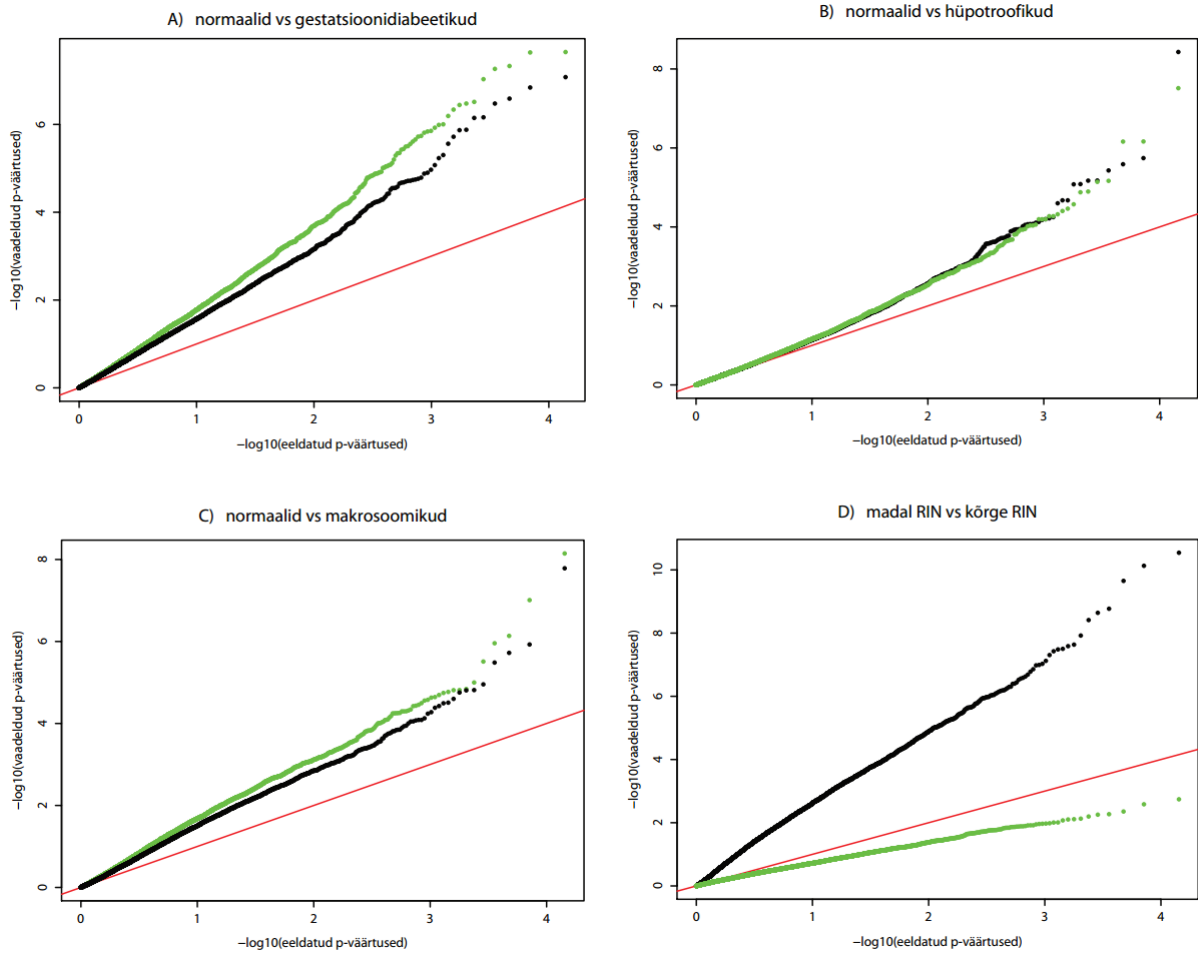 A) normaalid vs gestatsioonidiabeetikud
−log10(vaadeldud p-väärtused)
6
4
2
0
0 1 2 3 4
−log10(eeldatud p-väärtused)
B) normaalid vs hüpotroofikud
−log10(vaadeldud p-väärtused)
8
6
4
2
0
0 1 2 3 4
−log10(eeldatud p-väärtused)
C) normaalid vs makrosoomikud
−log10(vaadeldud p-väärtused)
8
6
4
2
0
0 1 2 3 4
−log10(eeldatud p-väärtused)
D) madal RIN vs kõrge RIN
−log10(vaadeldud p-väärtused)
10
8
6
4
2
0
0 1 2 3 4
−log10(eeldatud p-väärtused)